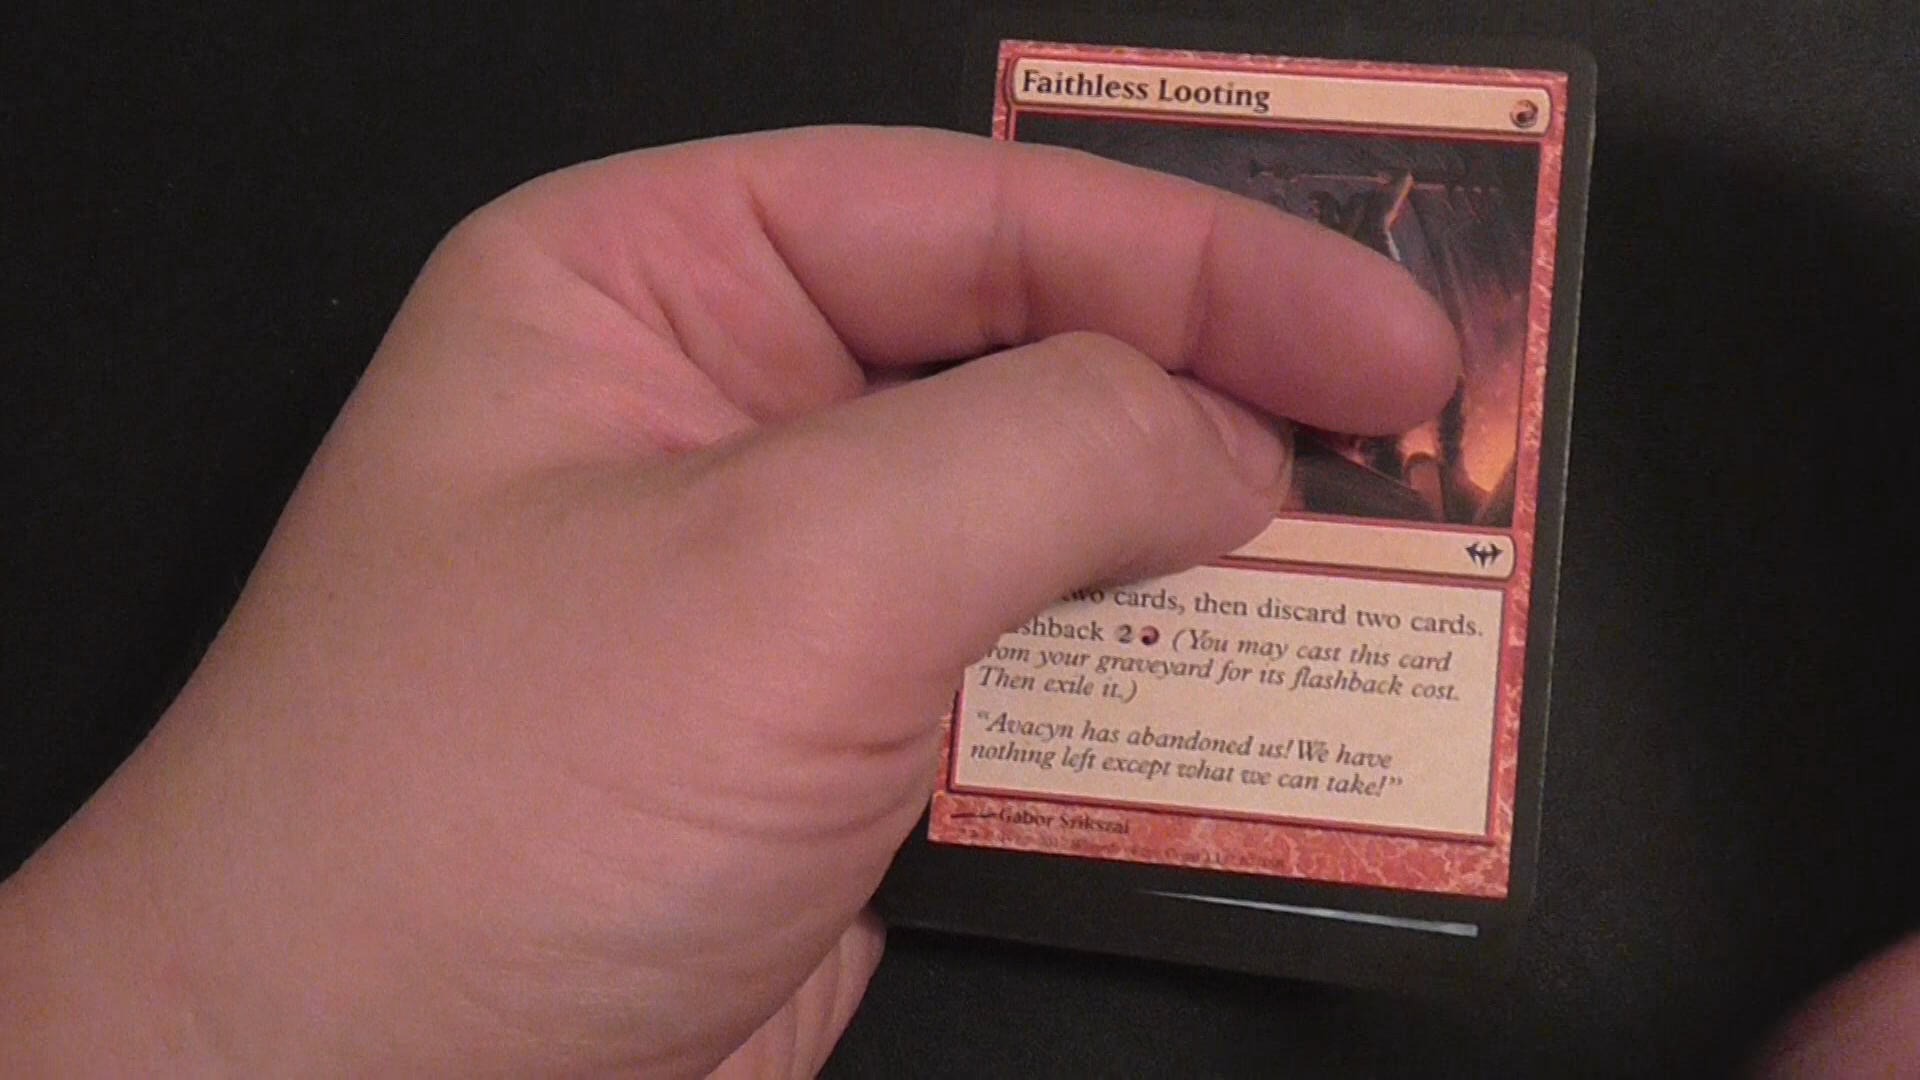 Faithless Looting
two cards, then discard two cards.
shback 2 (You may cast this card
rom your graveyard for its flashback cost.
Then exile it.)
"Avacyn has abandoned us! We have
nothing left except what we can take!"
Gabor Szikszai